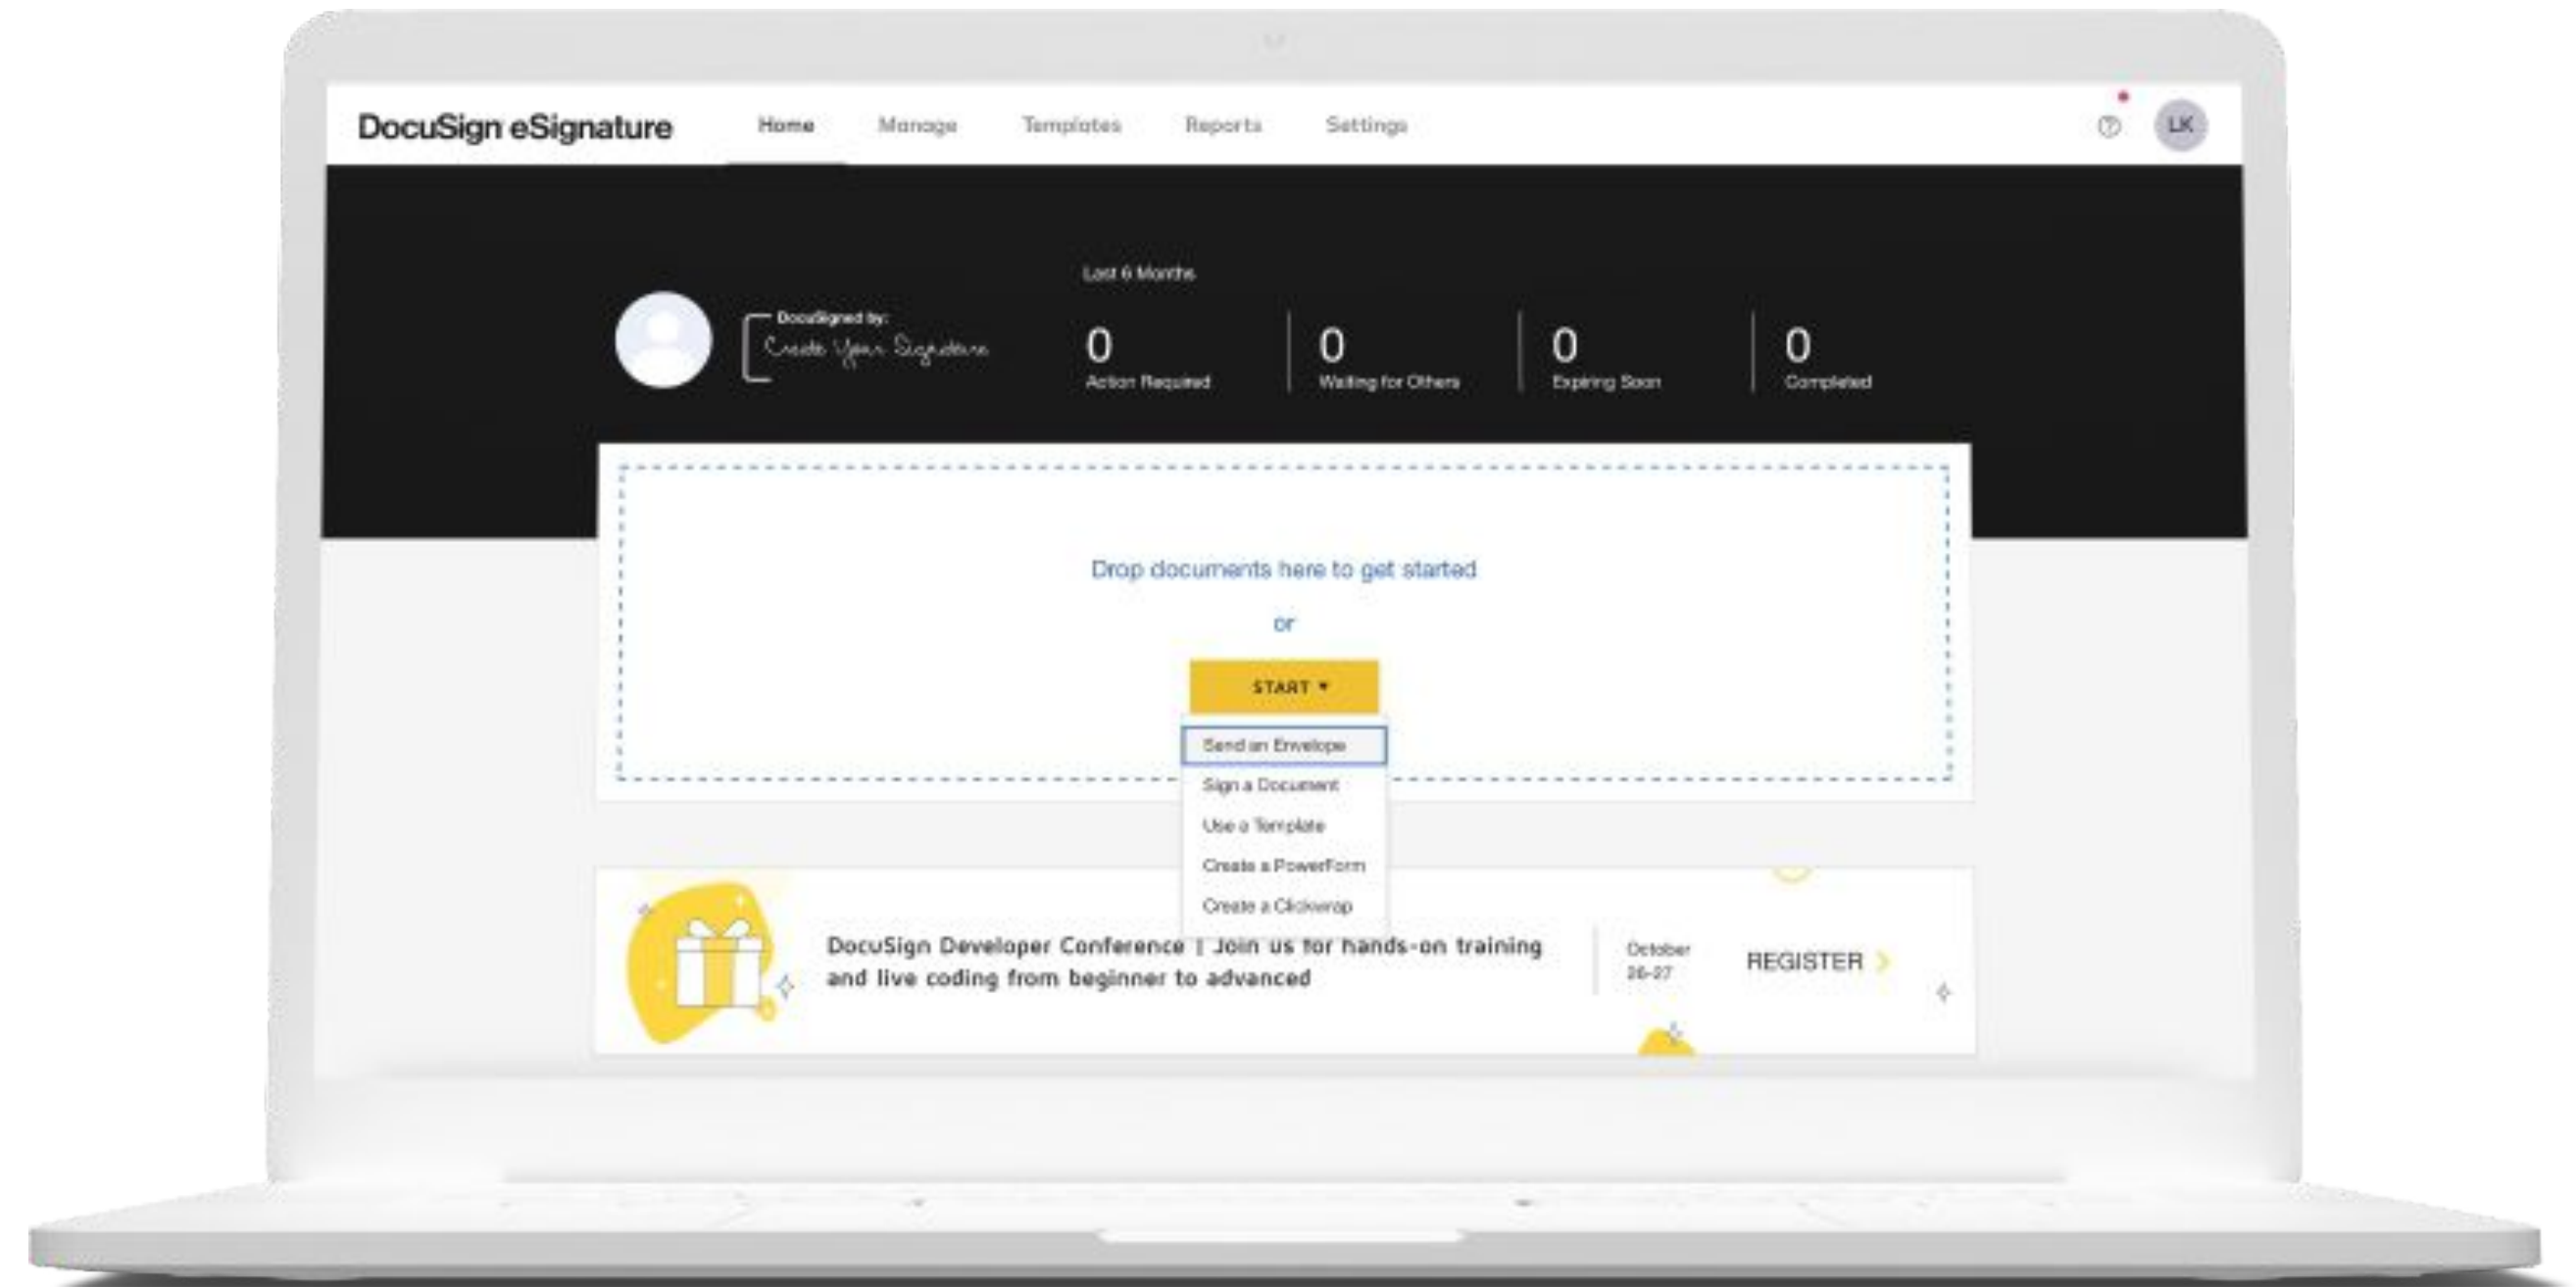 DocuSign eSignature
Home
Manage
Templates
Reports
Settings
LK
Last 6 Months
DocuSigned by:
Create Your Signature
0
Action Required
0
Waiting for Others
0
Expiring Soon
0
Completed
Drop documents here to get started
or
START
Send an Envelope
Sign a Document
Use a Template
Create a PowerForm
Create a Clickwrap
DocuSign Developer Conference | Join us for hands-on training
and live coding from beginner to advanced
October
26-27
REGISTER